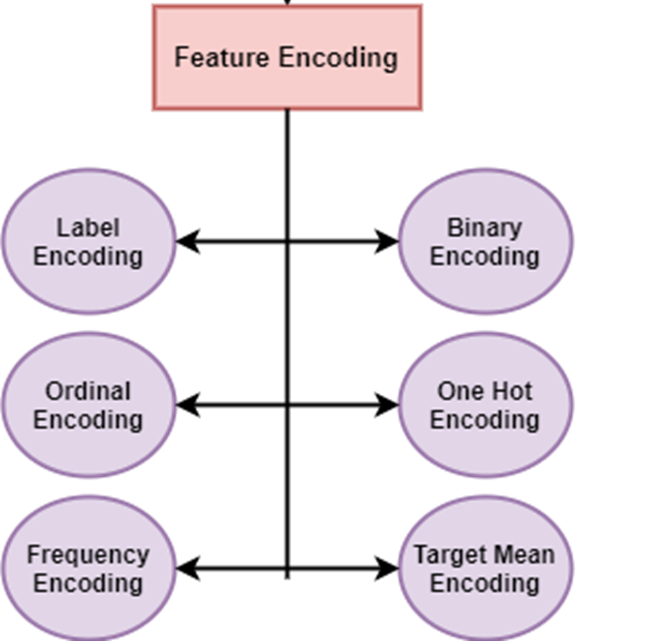 Feature Encoding
Label
Encoding
Binary
Encoding
Ordinal
Encoding
One Hot
Encoding
Frequency
Encoding
Target Mean
Encoding